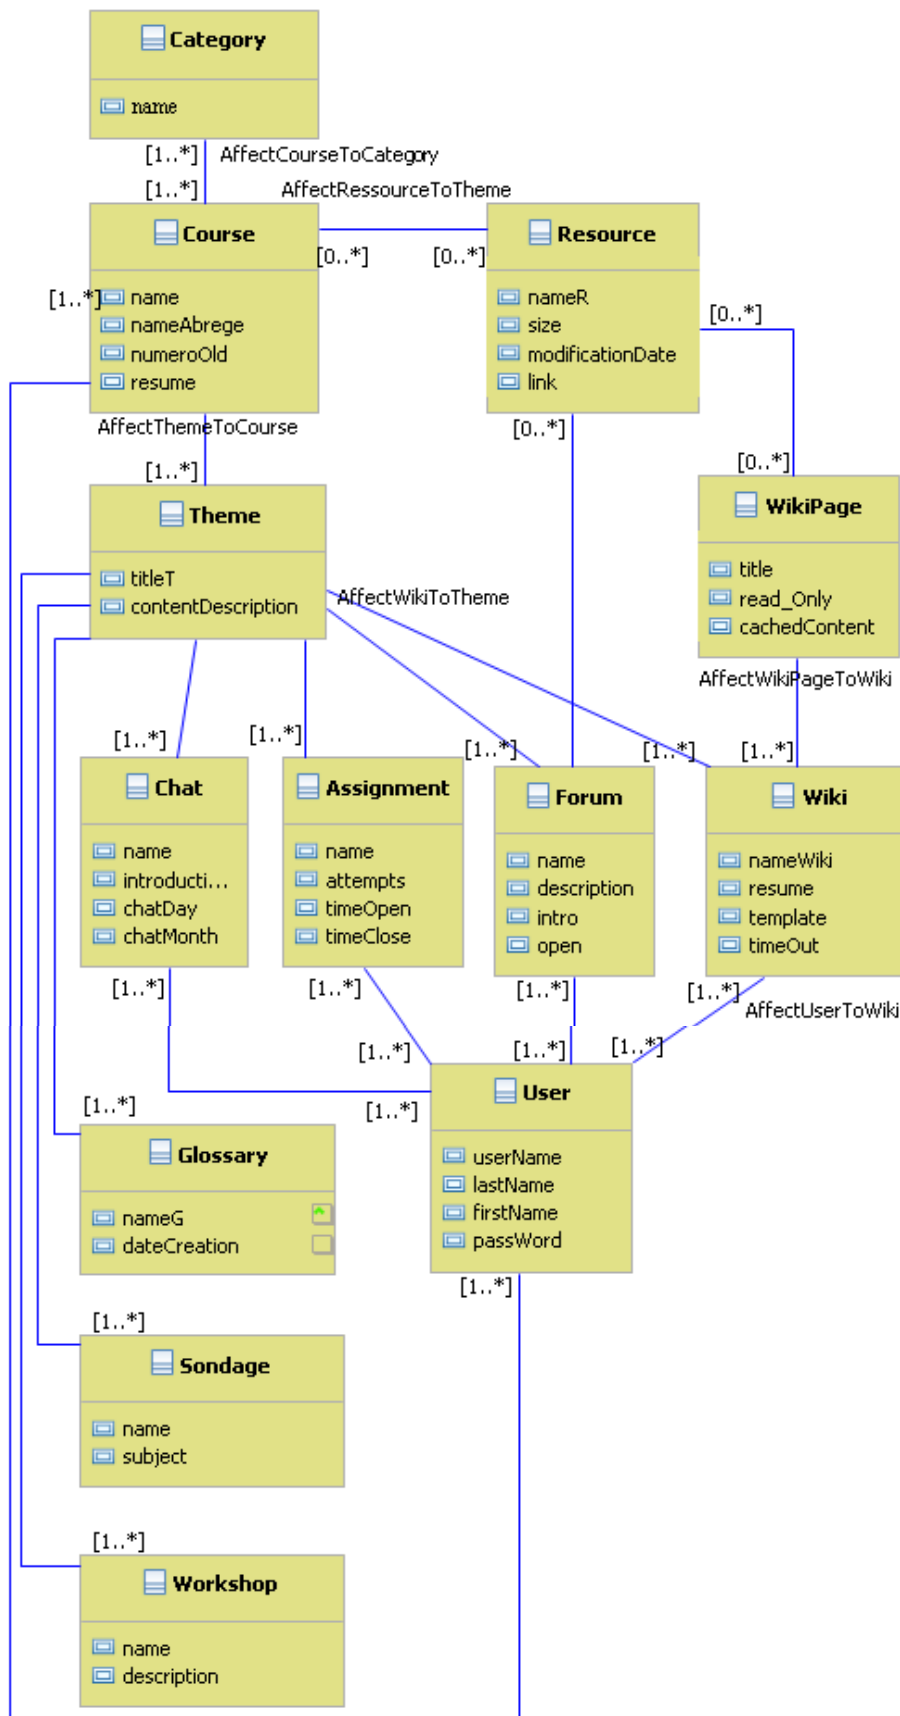 Category
name
[1..*]
AffectCourseToCategory
[1..*]
AffectRessourceToTheme
Course
[0..*]
[0..*]
Resource
[1..*]
name
nameAbrege
numeroOld
resume
nameR
size
modificationDate
link
[0..*]
AffectThemeToCourse
[0..*]
[1..*]
[0..*]
Theme
titleT
contentDescription
AffectWikiToTheme
WikiPage
title
read_Only
cachedContent
AffectWikiPageToWiki
[1..*]
[1..*]
[1..*]
[1..*]
[1..*]
Chat
name
introducti...
chatDay
chatMonth
Assignment
name
attempts
timeOpen
timeClose
Forum
name
description
intro
open
Wiki
nameWiki
resume
template
timeOut
[1..*]
[1..*]
[1..*]
[1..*]
AffectUserToWiki
[1..*]
[1..*]
[1..*]
[1..*]
User
userName
lastName
firstName
passWord
[1..*]
[1..*]
Glossary
nameG
dateCreation
[1..*]
Sondage
name
subject
[1..*]
Workshop
name
description